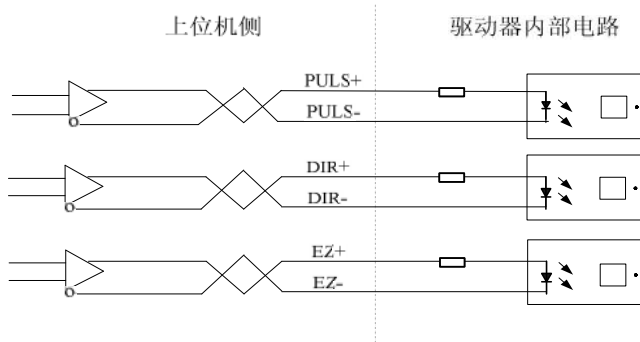 上位机侧
驱动器内部电路
PULS+
PULS-
DIR+
DIR-
EZ+
EZ-